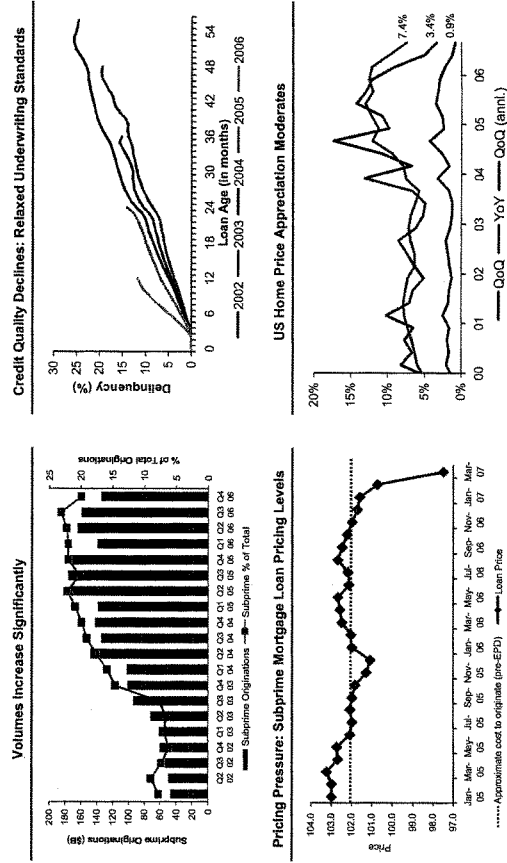 Volumes Increase Significantly
Subprime Originations ($B)
200
180
160
140
120
100
80
60
40
20
0
% of Total Originations
25
20
15
10
5
0
Q2 Q3 Q4 Q1 Q2 Q3 Q4 Q1 Q2 Q3 Q4 Q1 Q2 Q3 Q4 Q1 Q2 Q3 Q4
02 02 02 03 03 03 03 04 04 04 04 05 05 05 05 06 06 06 06
Subprime Originations
Subprime % of Total
Credit Quality Declines: Relaxed Underwriting Standards
Delinquency (%)
30
25
20
15
10
5
0
0 6 12 18 24 30 36 42 48 54
Loan Age (in months)
2002 2003 2004 2005 2006
Pricing Pressure: Subprime Mortgage Loan Pricing Levels
Price
104.0
103.0
102.0
101.0
100.0
99.0
98.0
97.0
Jan- Mar- May- Jul- Sep- Nov- Jan- Mar- May- Jul- Sep- Nov- Jan- Mar-
05 05 05 05 05 05 06 06 06 06 06 06 07 07
Approximate cost to originate (pre-EPD)
Loan Price
US Home Price Appreciation Moderates
20%
15%
10%
5%
0%
7.4%
3.4%
0.9%
00 01 02 03 04 05 06
QoQ YoY QoQ (annl.)